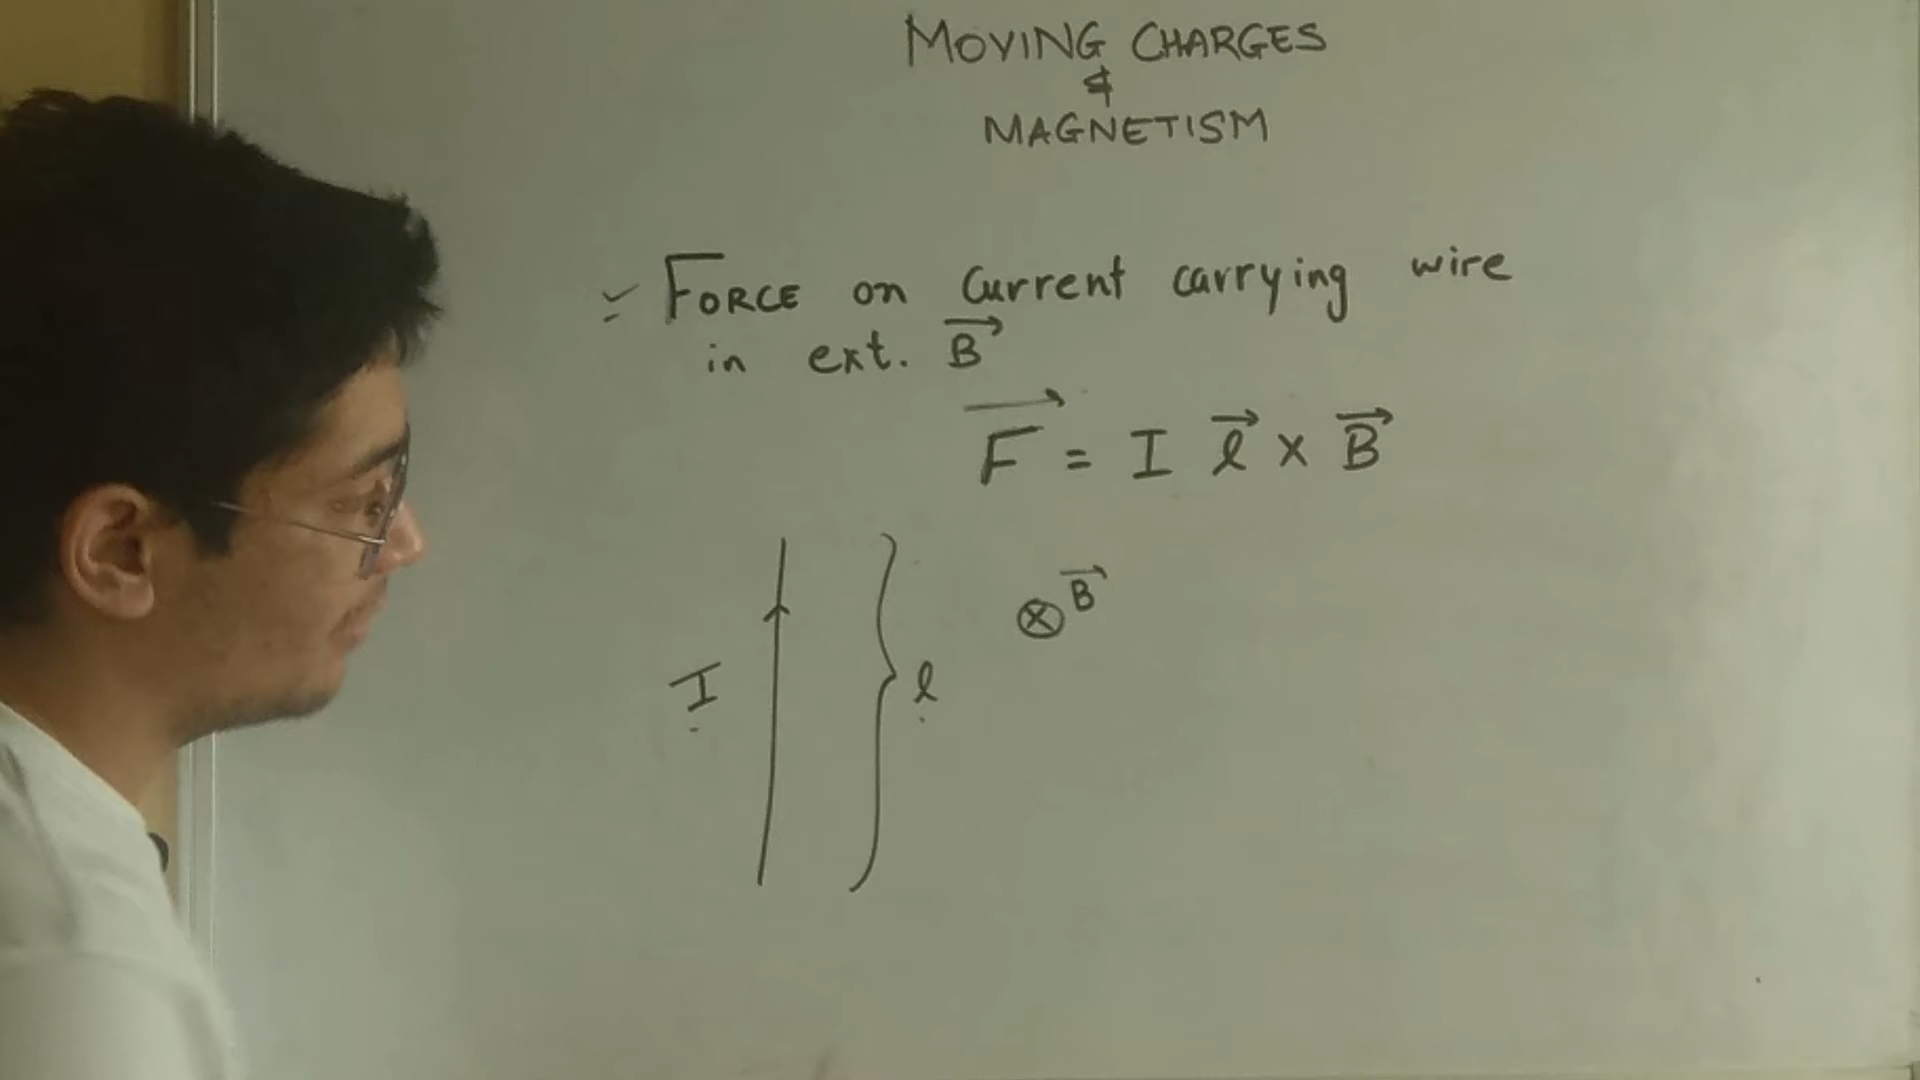 MOVING CHARGES
&
MAGNETISM
FORCE on Current carrying wire
in ext. B⃗
F⃗ = I l⃗ × B⃗
⊗ B⃗
I
l